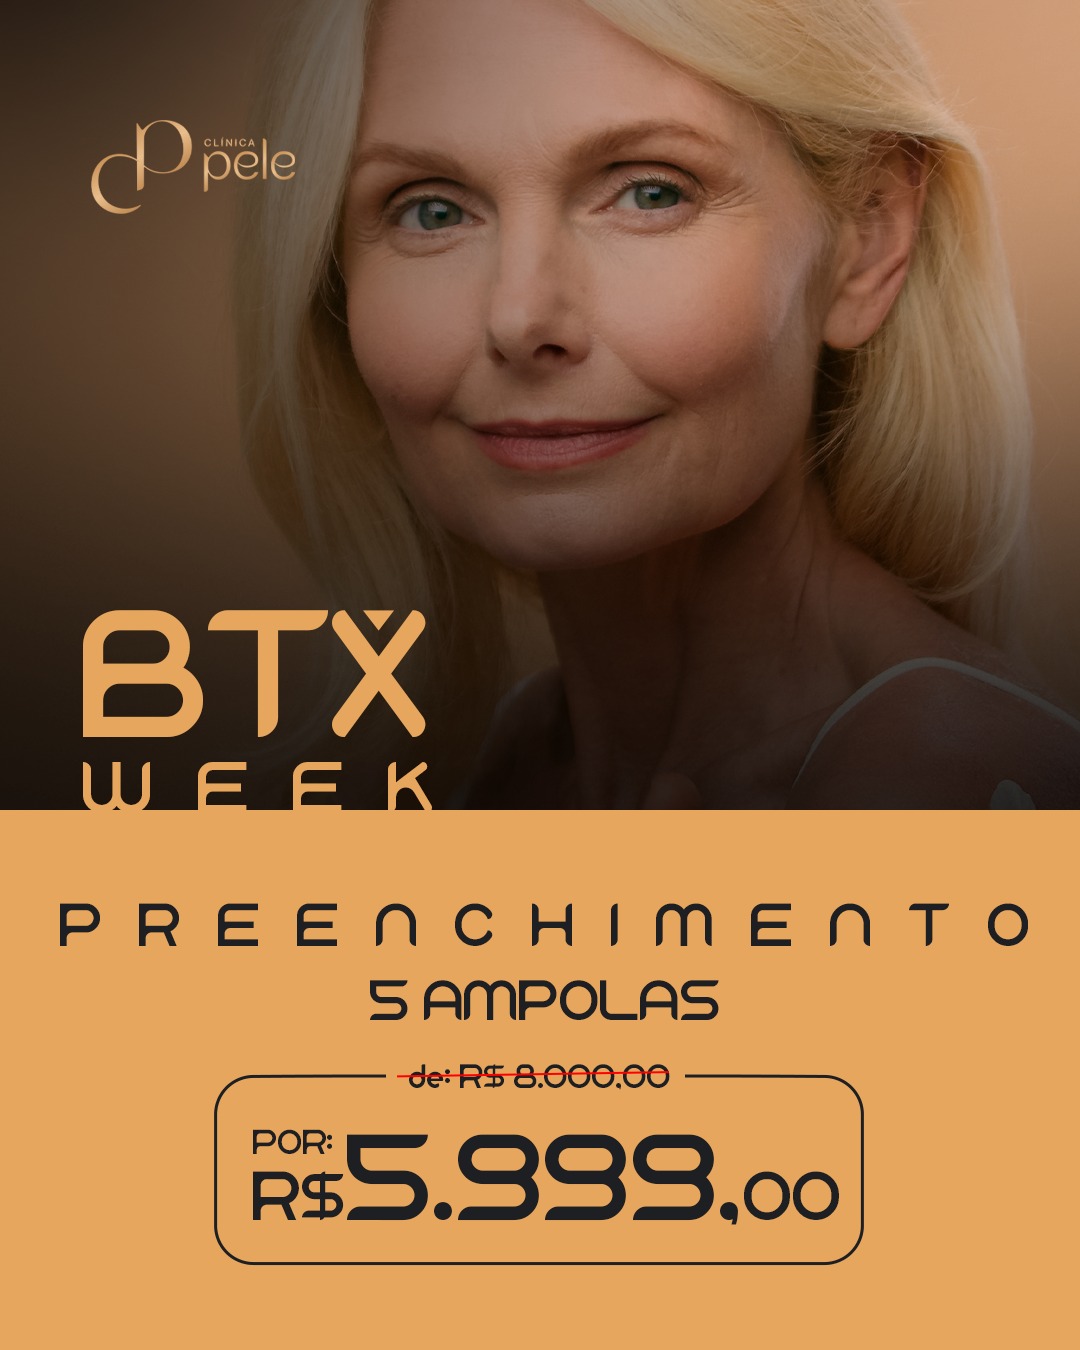 CLÍNICA
pele
BTX
WEEK
PREENCHIMENTO
5 AMPOLAS
de: R$ 8.000,00
POR:
R$5.999,00